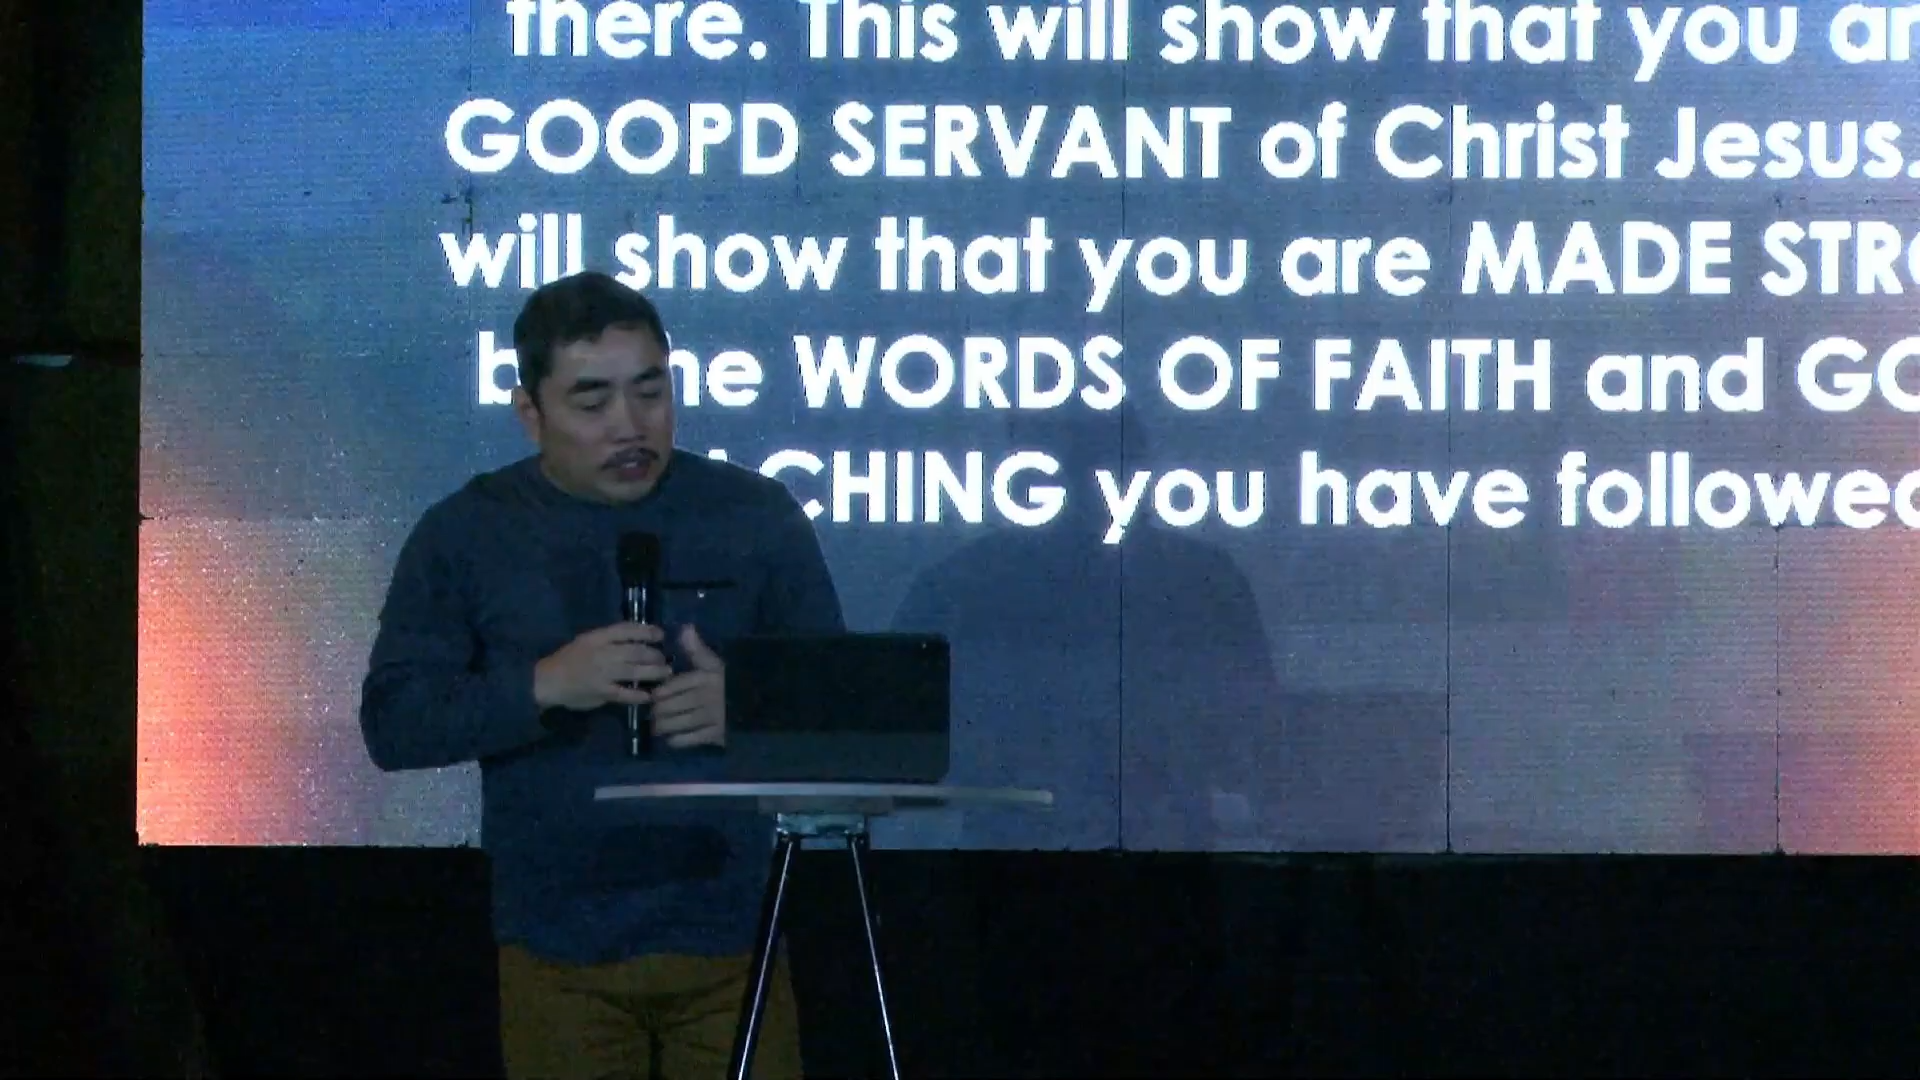 there. This will show that you
GOOPD SERVANT of Christ Jesus.
will show that you are MADE
WORDS OF FAITH and
you have followed